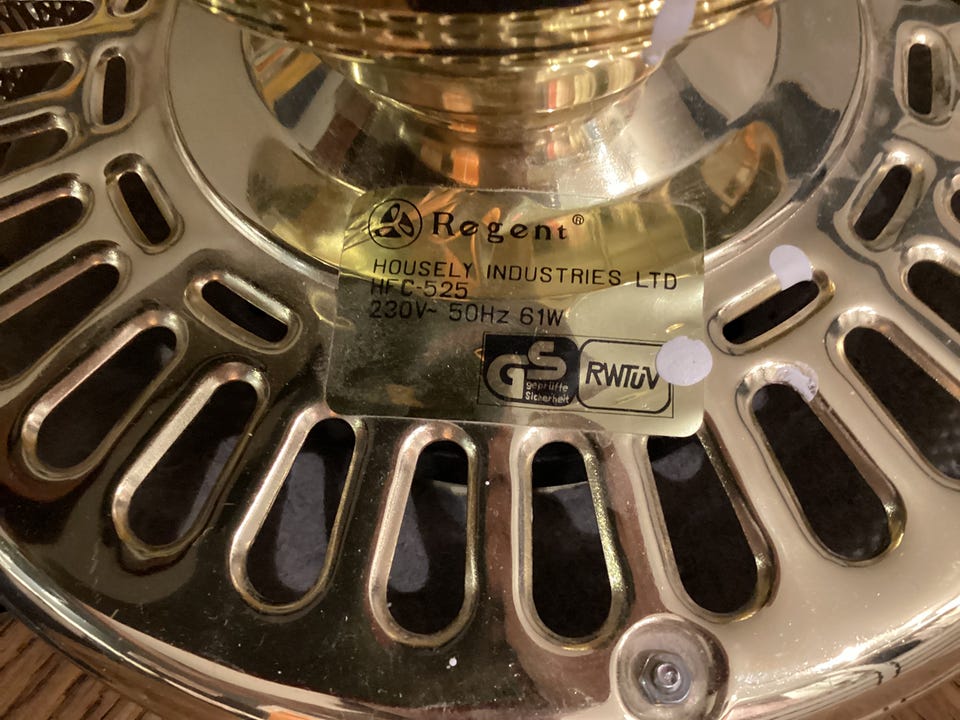 Regent®
HOUSELY INDUSTRIES LTD
HFC-525
230V~ 50Hz 61W
GS
geprüfte
Sicherheit
RWTÜV